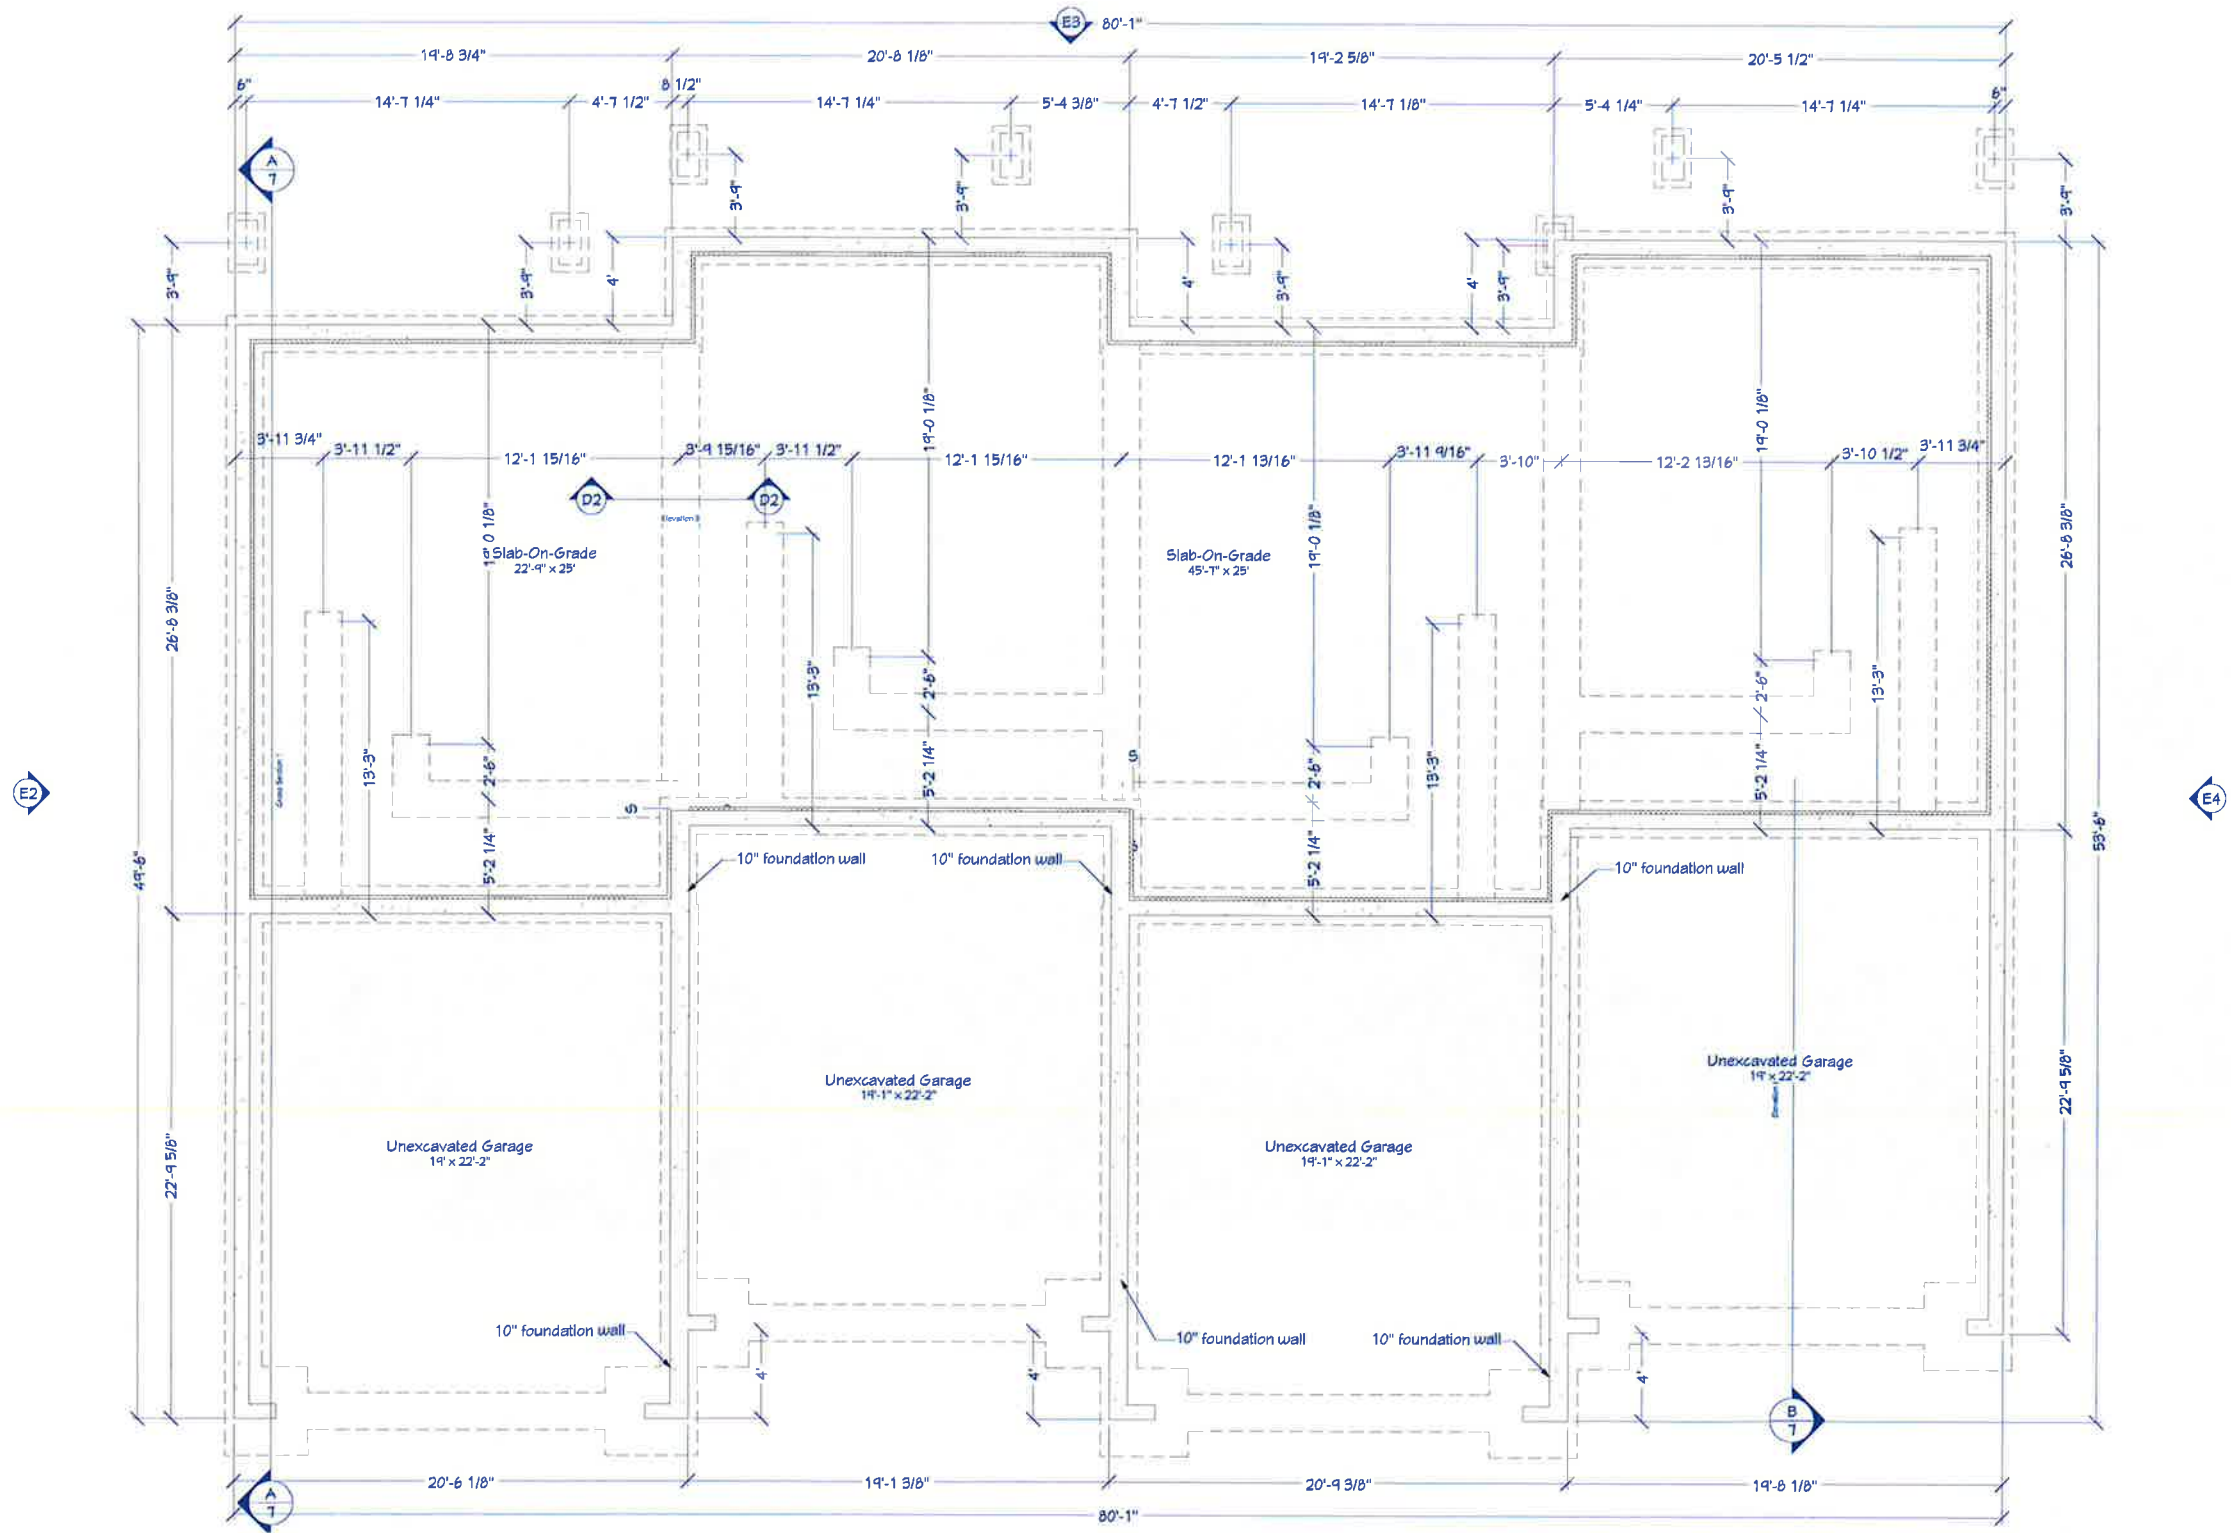 E3
80'-1"
19'-8 3/4"
20'-8 1/8"
19'-2 5/8"
20'-5 1/2"
6"
8 1/2"
6"
14'-7 1/4"
4'-7 1/2"
14'-7 1/4"
5'-4 3/8"
4'-7 1/2"
14'-7 1/8"
5'-4 1/4"
14'-7 1/4"
A
7
3'-9"
3'-9"
3'-9"
3'-9"
3'-9"
3'-9"
4'
4'
3'-9"
4'
3'-9"
19'-0 1/8"
19'-0 1/8"
3'-11 3/4"
3'-11 1/2"
12'-1 15/16"
3'-9 15/16"
3'-11 1/2"
12'-1 15/16"
12'-1 13/16"
3'-11 9/16"
3'-10"
12'-2 13/16"
3'-10 1/2"
3'-11 3/4"
D2
D2
19'-0 1/8"
19'-0 1/8"
26'-8 3/8"
Slab-On-Grade
22'-9" x 25'
Slab-On-Grade
45'-7" x 25'
26'-8 3/8"
13'-3"
2'-6"
2'-6"
13'-3"
13'-3"
2'-6"
2'-6"
13'-3"
5'-2 1/4"
5'-2 1/4"
E2
E4
49'-6"
5'-2 1/4"
5'-2 1/4"
53'-6"
10" foundation wall
10" foundation wall
10" foundation wall
Unexcavated Garage
19' x 22'-2"
Unexcavated Garage
19'-1" x 22'-2"
22'-9 5/8"
Unexcavated Garage
19' x 22'-2"
Unexcavated Garage
19'-1" x 22'-2"
22'-9 5/8"
10" foundation wall
10" foundation wall
10" foundation wall
4'
4'
4'
B
7
20'-6 1/8"
19'-1 3/8"
20'-9 3/8"
19'-8 1/8"
A
7
80'-1"